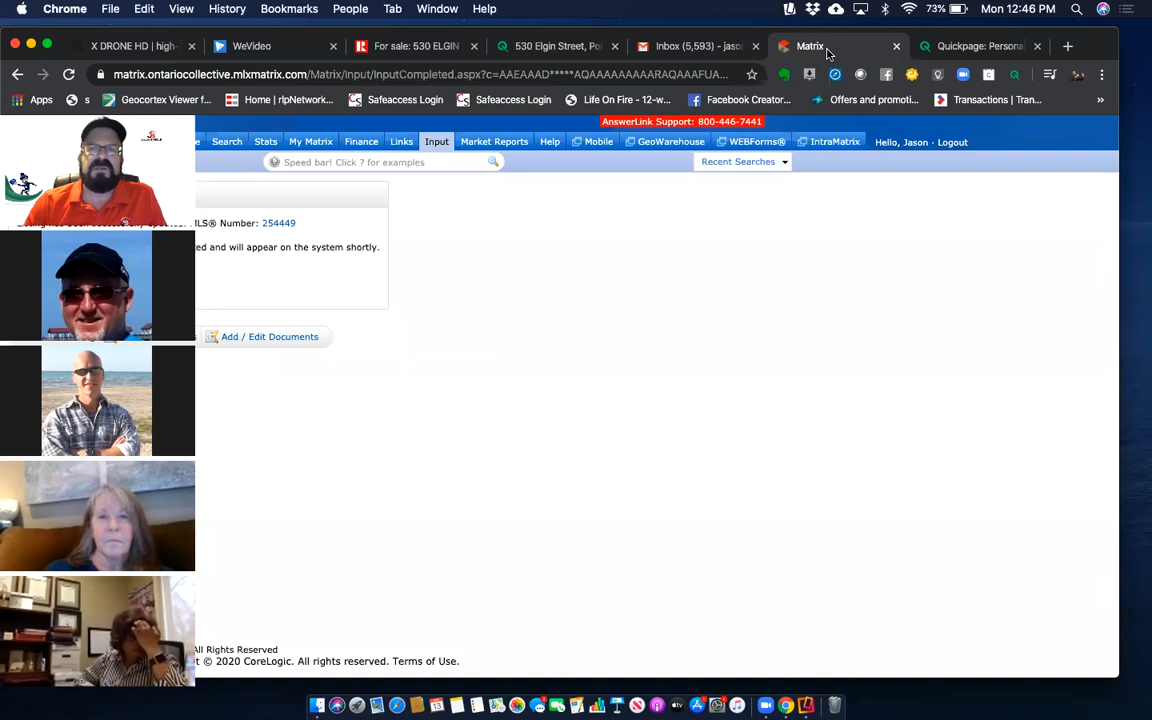 Chrome File Edit View History Bookmarks People Tab Window Help 73% Mon 12:46 PM
X DRONE HD | high- WeVideo For sale: 530 ELGIN 530 Elgin Street, Po Inbox (5,593) - jaso Matrix Quickpage: Persona
matrix.ontariocollective.mlxmatrix.com/Matrix/Input/InputCompleted.aspx?c=AAEAAAD*****AQAAAAAAAAARAQAAAFUA...
Apps s Geocortex Viewer f... Home | rlpNetwork... Safeaccess Login Safeaccess Login Life On Fire - 12-w... Facebook Creator... Offers and promoti... Transactions | Tran... »
AnswerLink Support: 800-446-7441
Search Stats My Matrix Finance Links Input Market Reports Help Mobile GeoWarehouse WEBForms® IntraMatrix Hello, Jason · Logout
Speed bar! Click ? for examples Recent Searches
MLS® Number: 254449
ed and will appear on the system shortly.
Add / Edit Documents
All Rights Reserved
t © 2020 CoreLogic. All rights reserved. Terms of Use.